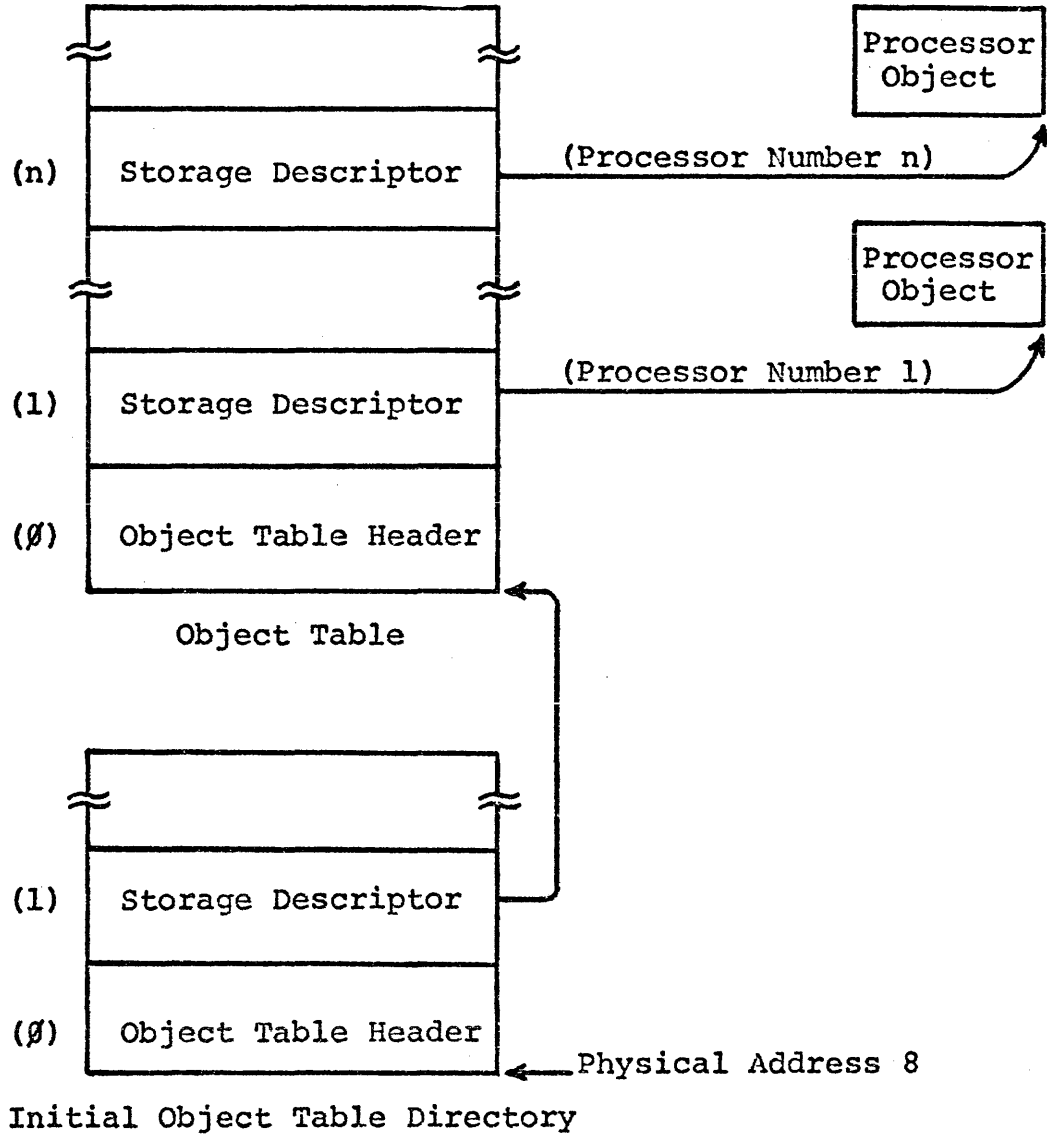 Processor
Object
(n) Storage Descriptor (Processor Number n)
Processor
Object
(Processor Number 1)
(1) Storage Descriptor
(Ø) Object Table Header
Object Table
(1) Storage Descriptor
(Ø) Object Table Header
Physical Address 8
Initial Object Table Directory